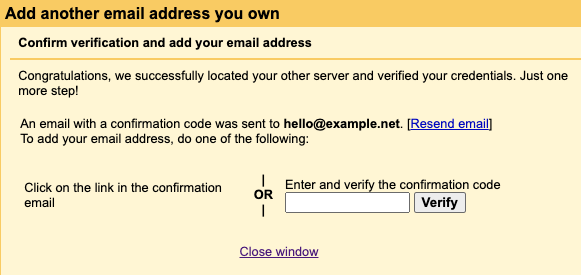 Add another email address you own
Confirm verification and add your email address
Congratulations, we successfully located your other server and verified your credentials. Just one
more step!
An email with a confirmation code was sent to hello@example.net. [Resend email]
To add your email address, do one of the following:
Click on the link in the confirmation
email
|
OR
|
Enter and verify the confirmation code
Verify
Close window